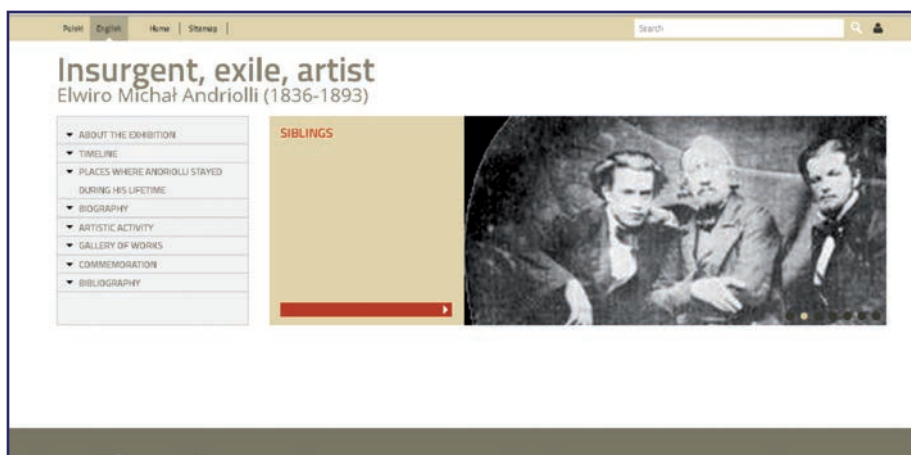 Polski English Home Sitemap Search
Insurgent, exile, artist
Elwiro Michał Andriolli (1836-1893)
ABOUT THE EXHIBITION
TIMELINE
PLACES WHERE ANDRIOLLI STAYED
DURING HIS LIFETIME
BIOGRAPHY
ARTISTIC ACTIVITY
GALLERY OF WORKS
COMMEMORATION
BIBLIOGRAPHY
SIBLINGS